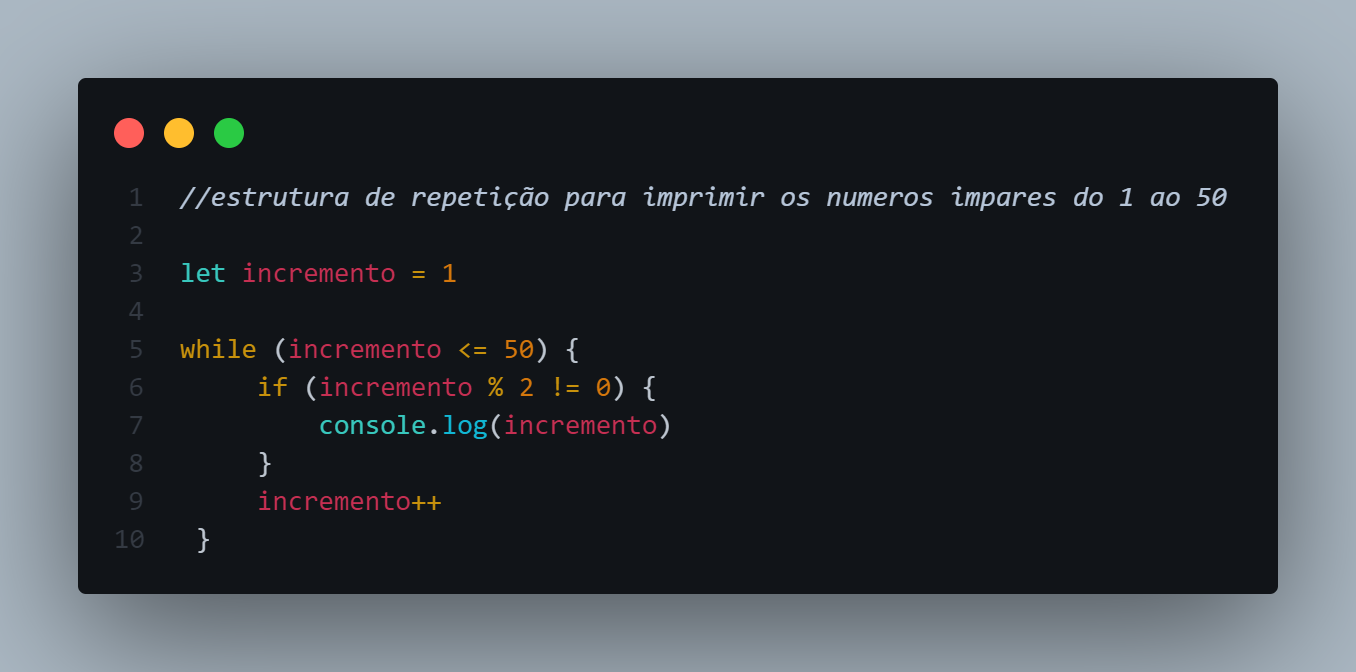 1 //estrutura de repetição para imprimir os numeros impares do 1 ao 50
2
3 let incremento = 1
4
5 while (incremento <= 50) {
6      if (incremento % 2 != 0) {
7          console.log(incremento)
8      }
9      incremento++
10  }